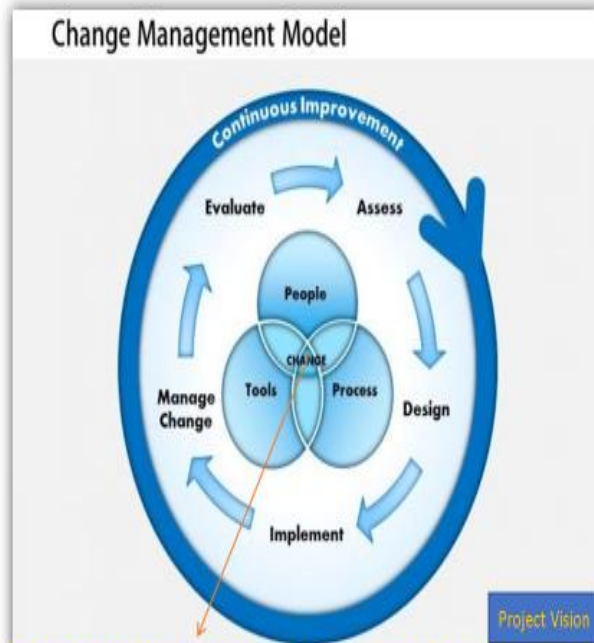 Change Management Model
Continuous Improvement
Evaluate
Assess
People
CHANGE
Tools
Process
Manage
Change
Design
Implement
Project Vision